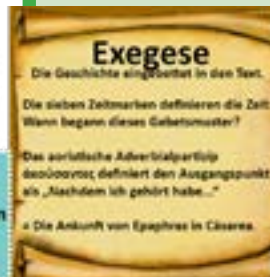 Exegese
Die Geschichte eingebettet in den Text.
Die sieben Zeitmarken definieren die Zeit
Wann begann dieses Gebetsmuster?
Das aoristische Adverbialpartizip
definiert den Ausgangspunkt
als „Nachdem ich gehört habe..."
= Die Ankunft von Epaphras in Cäsarea.